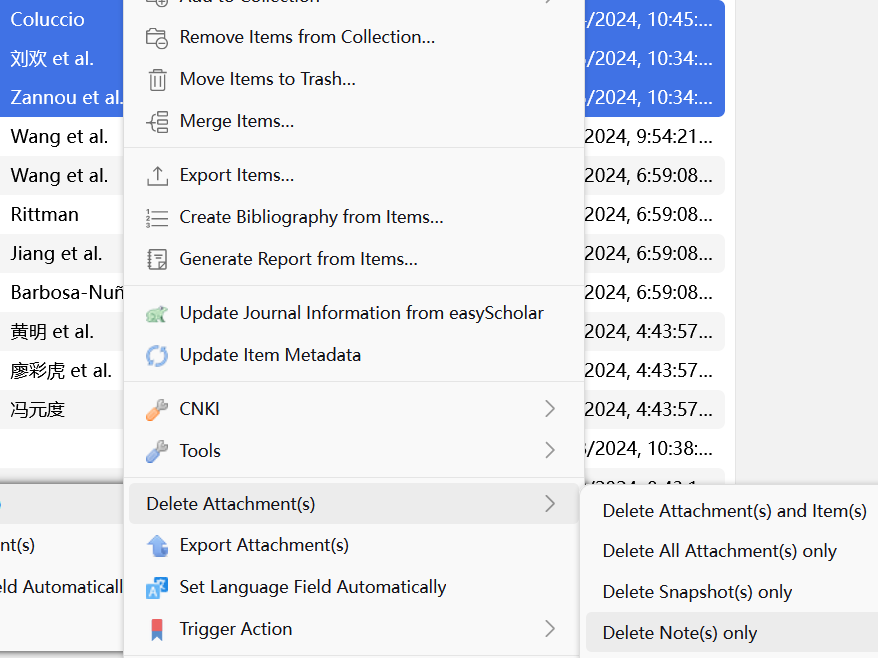 Coluccio
刘欢 et al.
Zannou et al.
Wang et al.
Wang et al.
Rittman
Jiang et al.
Barbosa-Nuñ
黄明 et al.
廖彩虎 et al.
冯元度
nt(s)
ld Automaticall
Add to Collection
Remove Items from Collection...
Move Items to Trash...
Merge Items...
Export Items...
Create Bibliography from Items...
Generate Report from Items...
Update Journal Information from easyScholar
Update Item Metadata
CNKI
Tools
Delete Attachment(s)
Export Attachment(s)
Set Language Field Automatically
Trigger Action
/2024, 10:45:...
/2024, 10:34:...
/2024, 10:34:...
2024, 9:54:21...
2024, 6:59:08...
2024, 6:59:08...
2024, 6:59:08...
2024, 6:59:08...
2024, 4:43:57...
2024, 4:43:57...
2024, 4:43:57...
/2024, 10:38:...
Delete Attachment(s) and Item(s)
Delete All Attachment(s) only
Delete Snapshot(s) only
Delete Note(s) only